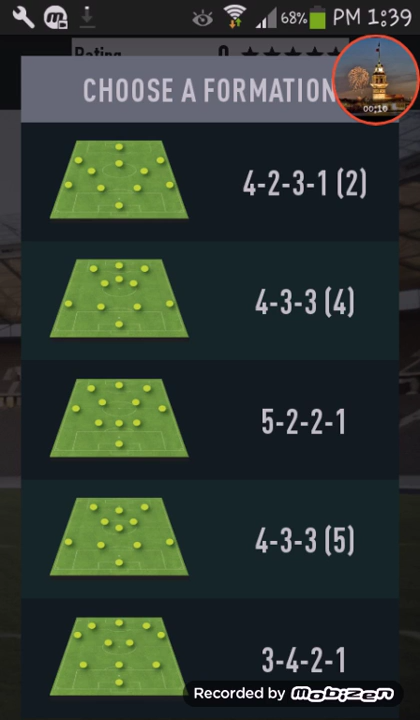 68% PM 1:39
Rating 0
CHOOSE A FORMATION
00:16
4-2-3-1 (2)
4-3-3 (4)
5-2-2-1
4-3-3 (5)
3-4-2-1
Recorded by mobizen